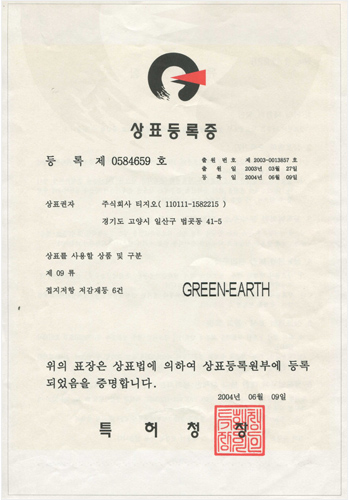 상표등록증
등 록 제 0584659 호
출 원 번 호 제 2003-0013857 호
출 원 일 2003년 03월 27일
등 록 일 2004년 06월 09일
상표권자 주식회사 티지오( 110111-1582215 )
경기도 고양시 일산구 법곳동 41-5
상표를 사용할 상품 및 구분
제 09 류
접지저항 저감제등 6건
GREEN-EARTH
위의 표장은 상표법에 의하여 상표등록원부에 등록
되었음을 증명합니다.
2004년 06월 09일
특 허 청 장